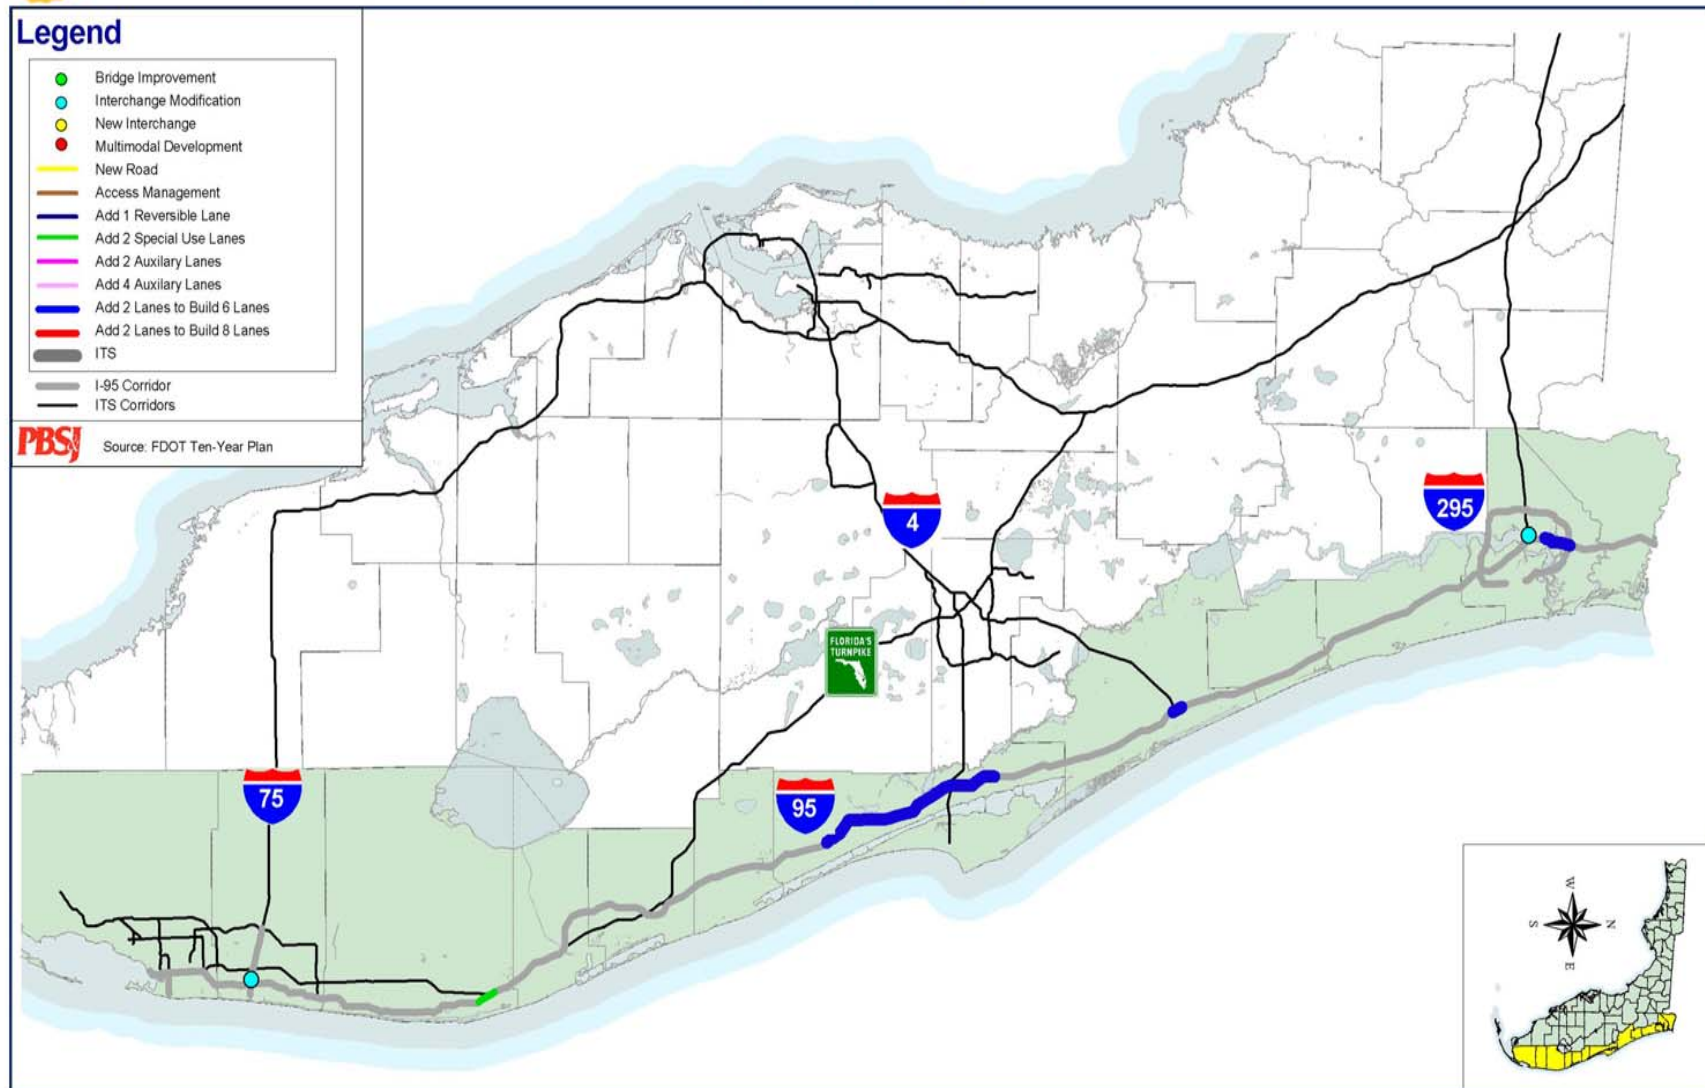 Legend
Bridge Improvement
Interchange Modification
New Interchange
Multimodal Development
New Road
Access Management
Add 1 Reversible Lane
Add 2 Special Use Lanes
Add 2 Auxilary Lanes
Add 4 Auxilary Lanes
Add 2 Lanes to Build 6 Lanes
Add 2 Lanes to Build 8 Lanes
ITS
I-95 Corridor
ITS Corridors
PBSJ
Source: FDOT Ten-Year Plan
295
4
FLORIDA'S
TURNPIKE
75
95
W
S
N
E